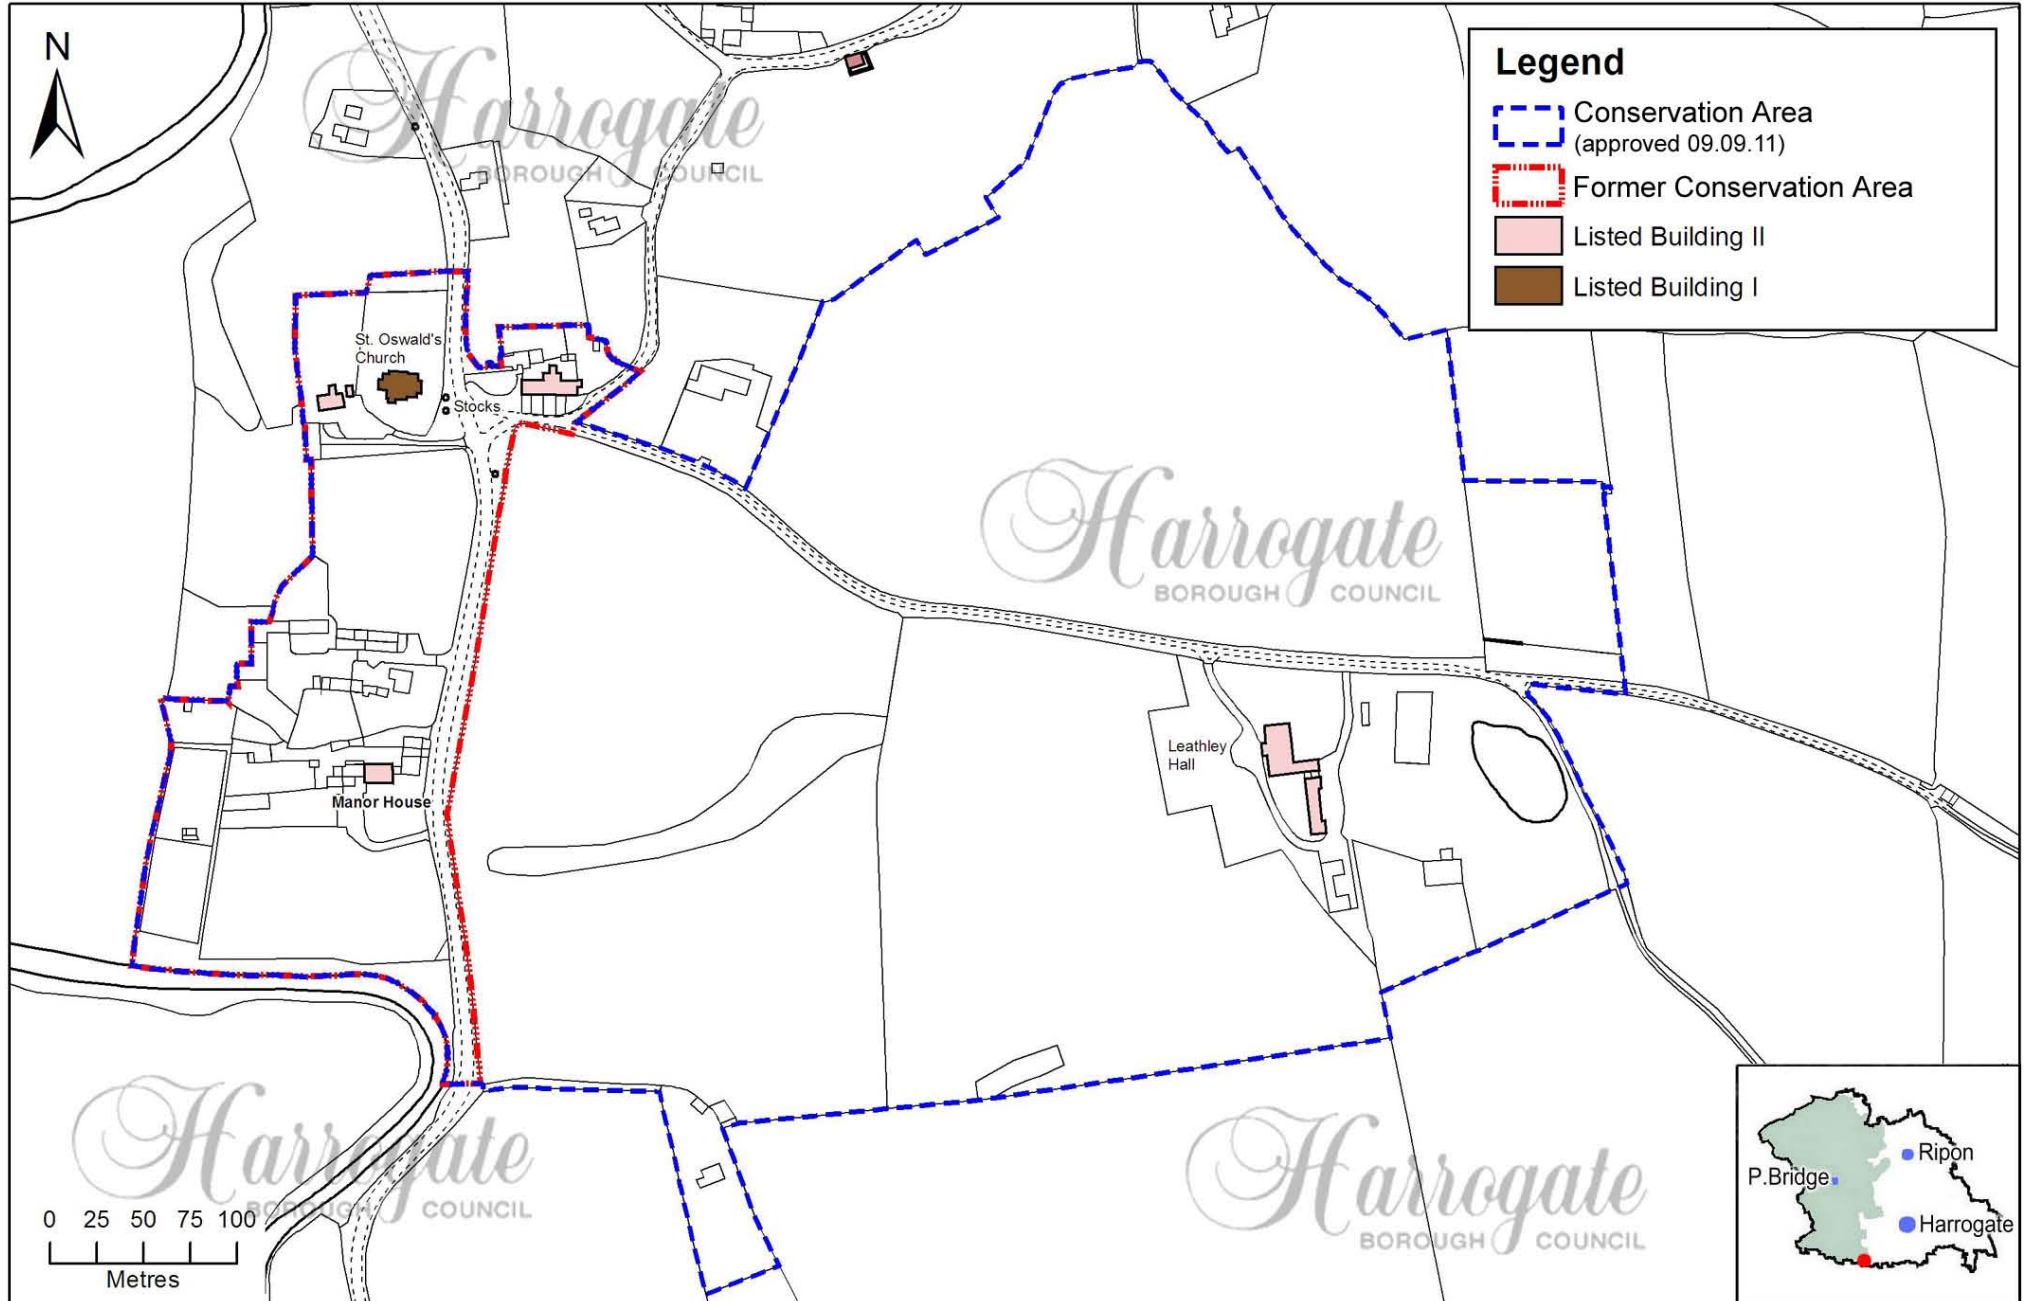 N
Harrogate
BOROUGH COUNCIL
Legend
Conservation Area
(approved 09.09.11)
Former Conservation Area
Listed Building II
Listed Building I
St. Oswald's
Church
Stocks
Harrogate
BOROUGH COUNCIL
Leathley
Hall
Manor House
Harrogate
BOROUGH COUNCIL
Harrogate
BOROUGH COUNCIL
0 25 50 75 100
Metres
Ripon
P.Bridge
Harrogate